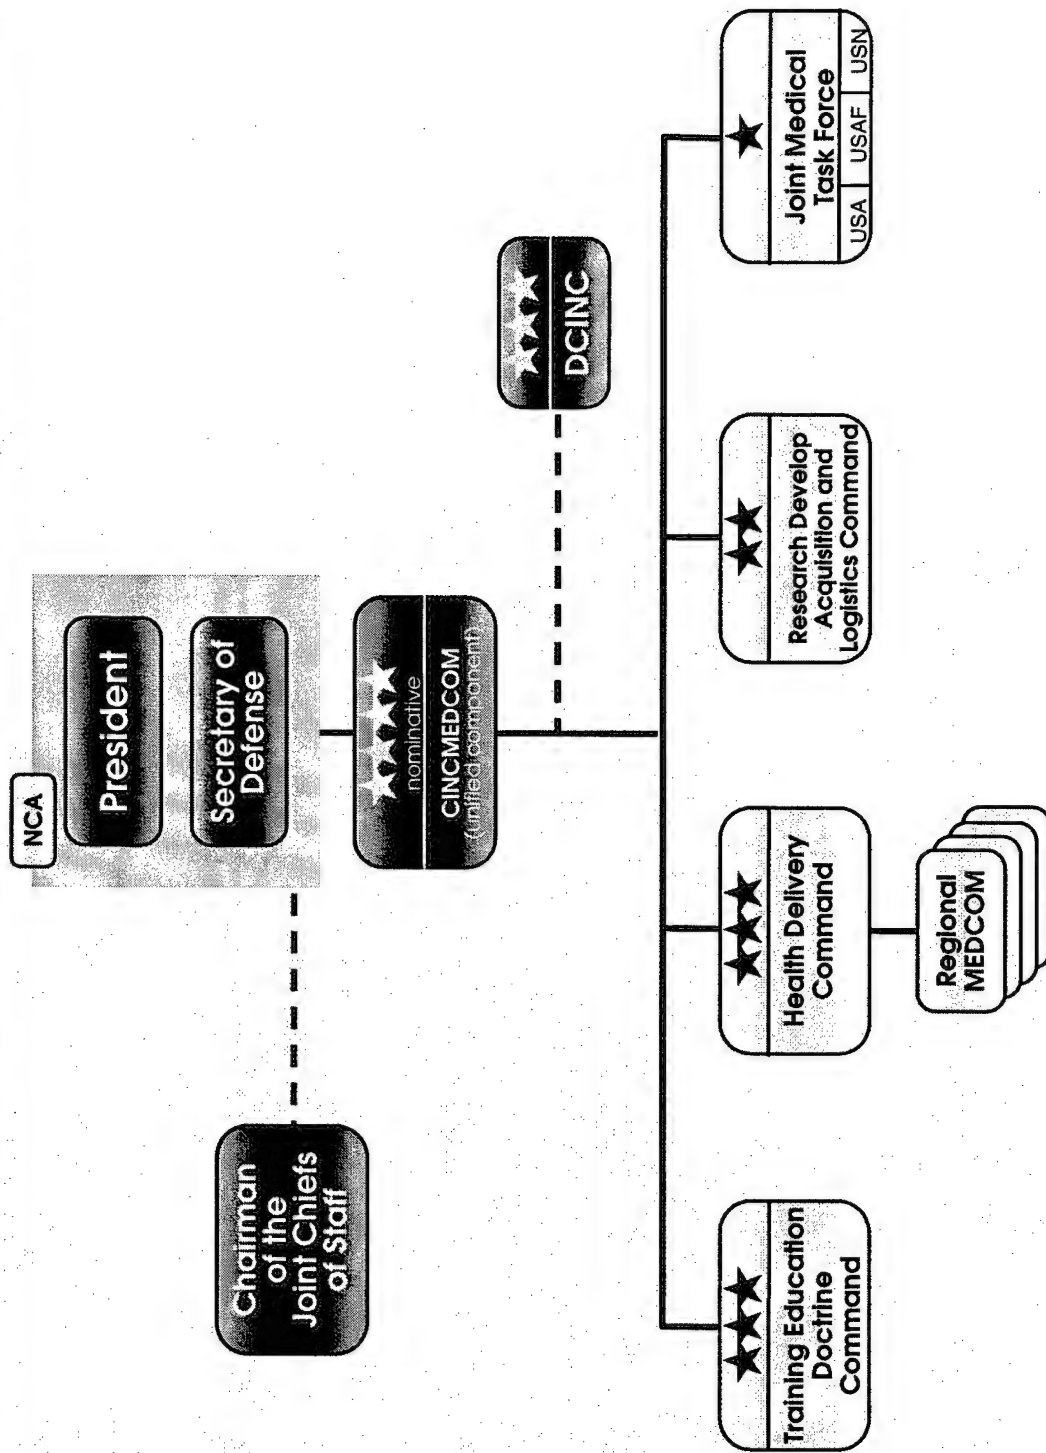 NCA
President
Secretary of
Defense
Chairman
of the
Joint Chiefs
of Staff
nominative
CINCMEDCOM
(unified component)
DCINC
Training Education
Doctrine
Command
Health Delivery
Command
Regional
MEDCOM
Research Develop
Acquisition and
Logistics Command
Joint Medical
Task Force
USA
USAF
USN